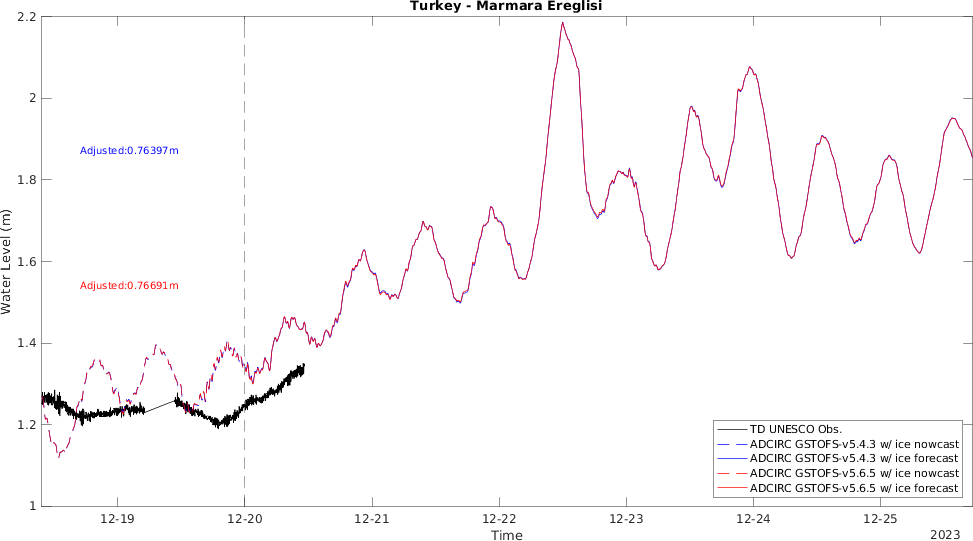 Turkey - Marmara Ereglisi
2.2
2
1.8
1.6
1.4
1.2
1
Water Level (m)
Adjusted:0.76397m
Adjusted:0.76691m
TD UNESCO Obs.
ADCIRC GSTOFS-v5.4.3 w/ ice nowcast
ADCIRC GSTOFS-v5.4.3 w/ ice forecast
ADCIRC GSTOFS-v5.6.5 w/ ice nowcast
ADCIRC GSTOFS-v5.6.5 w/ ice forecast
12-19 12-20 12-21 12-22 12-23 12-24 12-25
Time
2023